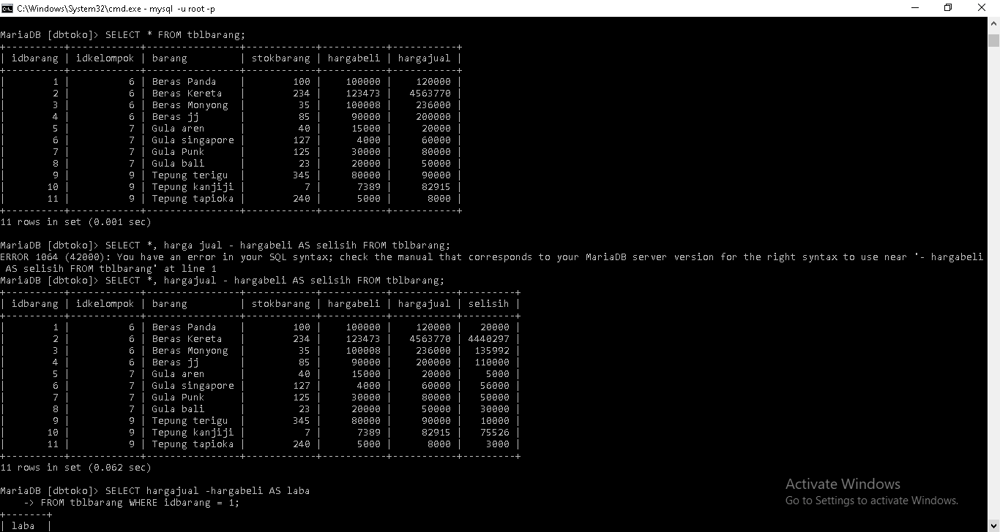 C:\Windows\System32\cmd.exe - mysql -u root -p
MariaDB [dbtoko]> SELECT * FROM tblbarang;
+----------+------------+----------------+------------+-----------+-----------+
| idbarang | idkelompok | barang         | stokbarang | hargabeli | hargajual |
+----------+------------+----------------+------------+-----------+-----------+
|        1 |          6 | Beras Panda    |        100 |    100000 |    120000 |
|        2 |          6 | Beras Kereta   |        234 |    123473 |   4563770 |
|        3 |          6 | Beras Monyong  |         35 |    100008 |    236000 |
|        4 |          6 | Beras jj       |         85 |     90000 |    200000 |
|        5 |          7 | Gula aren      |         40 |     15000 |     20000 |
|        6 |          7 | Gula singapore |        127 |      4000 |     60000 |
|        7 |          7 | Gula Punk      |        125 |     30000 |     80000 |
|        8 |          7 | Gula bali      |         23 |     20000 |     50000 |
|        9 |          9 | Tepung terigu  |        345 |     80000 |     90000 |
|       10 |          9 | Tepung kanjiji |          7 |      7389 |     82915 |
|       11 |          9 | Tepung tapioka |        240 |      5000 |      8000 |
+----------+------------+----------------+------------+-----------+-----------+
11 rows in set (0.001 sec)
MariaDB [dbtoko]> SELECT *, harga jual - hargabeli AS selisih FROM tblbarang;
ERROR 1064 (42000): You have an error in your SQL syntax; check the manual that corresponds to your MariaDB server version for the right syntax to use near '- hargabeli
 AS selisih FROM tblbarang' at line 1
MariaDB [dbtoko]> SELECT *, hargajual - hargabeli AS selisih FROM tblbarang;
+----------+------------+----------------+------------+-----------+-----------+---------+
| idbarang | idkelompok | barang         | stokbarang | hargabeli | hargajual | selisih |
+----------+------------+----------------+------------+-----------+-----------+---------+
|        1 |          6 | Beras Panda    |        100 |    100000 |    120000 |   20000 |
|        2 |          6 | Beras Kereta   |        234 |    123473 |   4563770 | 4440297 |
|        3 |          6 | Beras Monyong  |         35 |    100008 |    236000 |  135992 |
|        4 |          6 | Beras jj       |         85 |     90000 |    200000 |  110000 |
|        5 |          7 | Gula aren      |         40 |     15000 |     20000 |    5000 |
|        6 |          7 | Gula singapore |        127 |      4000 |     60000 |   56000 |
|        7 |          7 | Gula Punk      |        125 |     30000 |     80000 |   50000 |
|        8 |          7 | Gula bali      |         23 |     20000 |     50000 |   30000 |
|        9 |          9 | Tepung terigu  |        345 |     80000 |     90000 |   10000 |
|       10 |          9 | Tepung kanjiji |          7 |      7389 |     82915 |   75526 |
|       11 |          9 | Tepung tapioka |        240 |      5000 |      8000 |    3000 |
+----------+------------+----------------+------------+-----------+-----------+---------+
11 rows in set (0.062 sec)
MariaDB [dbtoko]> SELECT hargajual -hargabeli AS laba
    -> FROM tblbarang WHERE idbarang = 1;
+-------+
| laba  |
Activate Windows
Go to Settings to activate Windows.